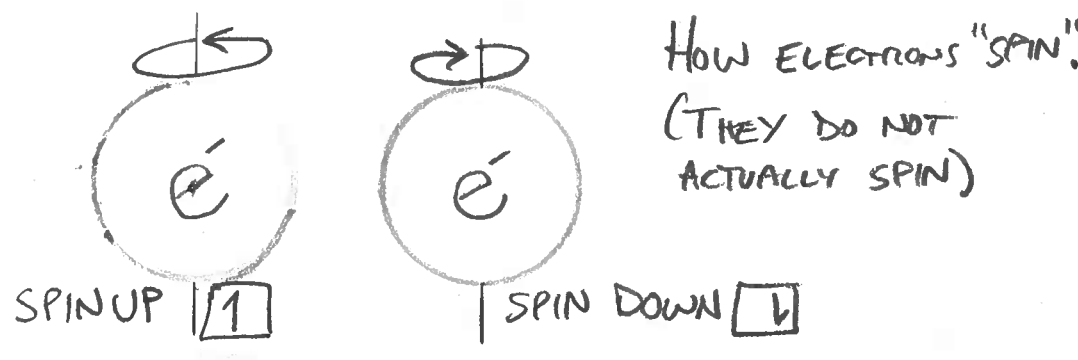 HOW ELECTRONS "SPIN".
(THEY DO NOT
ACTUALLY SPIN)
e⁻
e⁻
SPIN UP ↿
SPIN DOWN ⇂